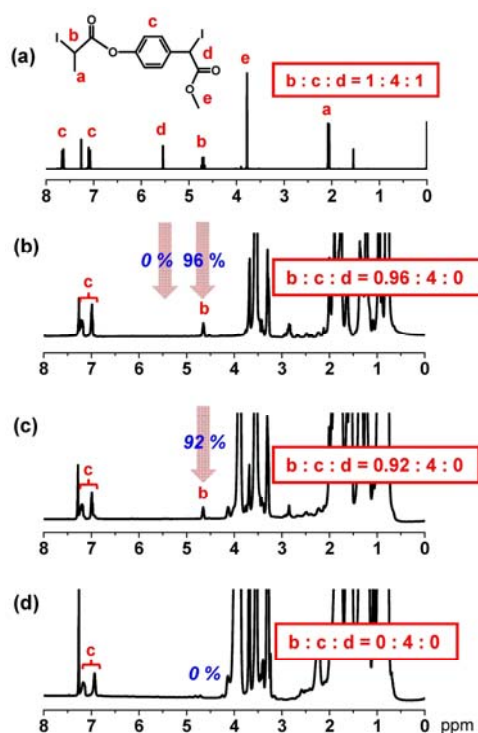 (a)
I
b
a
O
O
c
I
d
O
O
e
c
c
d
b
e
a
b : c : d = 1 : 4 : 1
8 7 6 5 4 3 2 1 0
(b)
c
0 %
96 %
b
b : c : d = 0.96 : 4 : 0
8 7 6 5 4 3 2 1 0
(c)
c
92 %
b
b : c : d = 0.92 : 4 : 0
8 7 6 5 4 3 2 1 0
(d)
c
0 %
b : c : d = 0 : 4 : 0
8 7 6 5 4 3 2 1 0 ppm